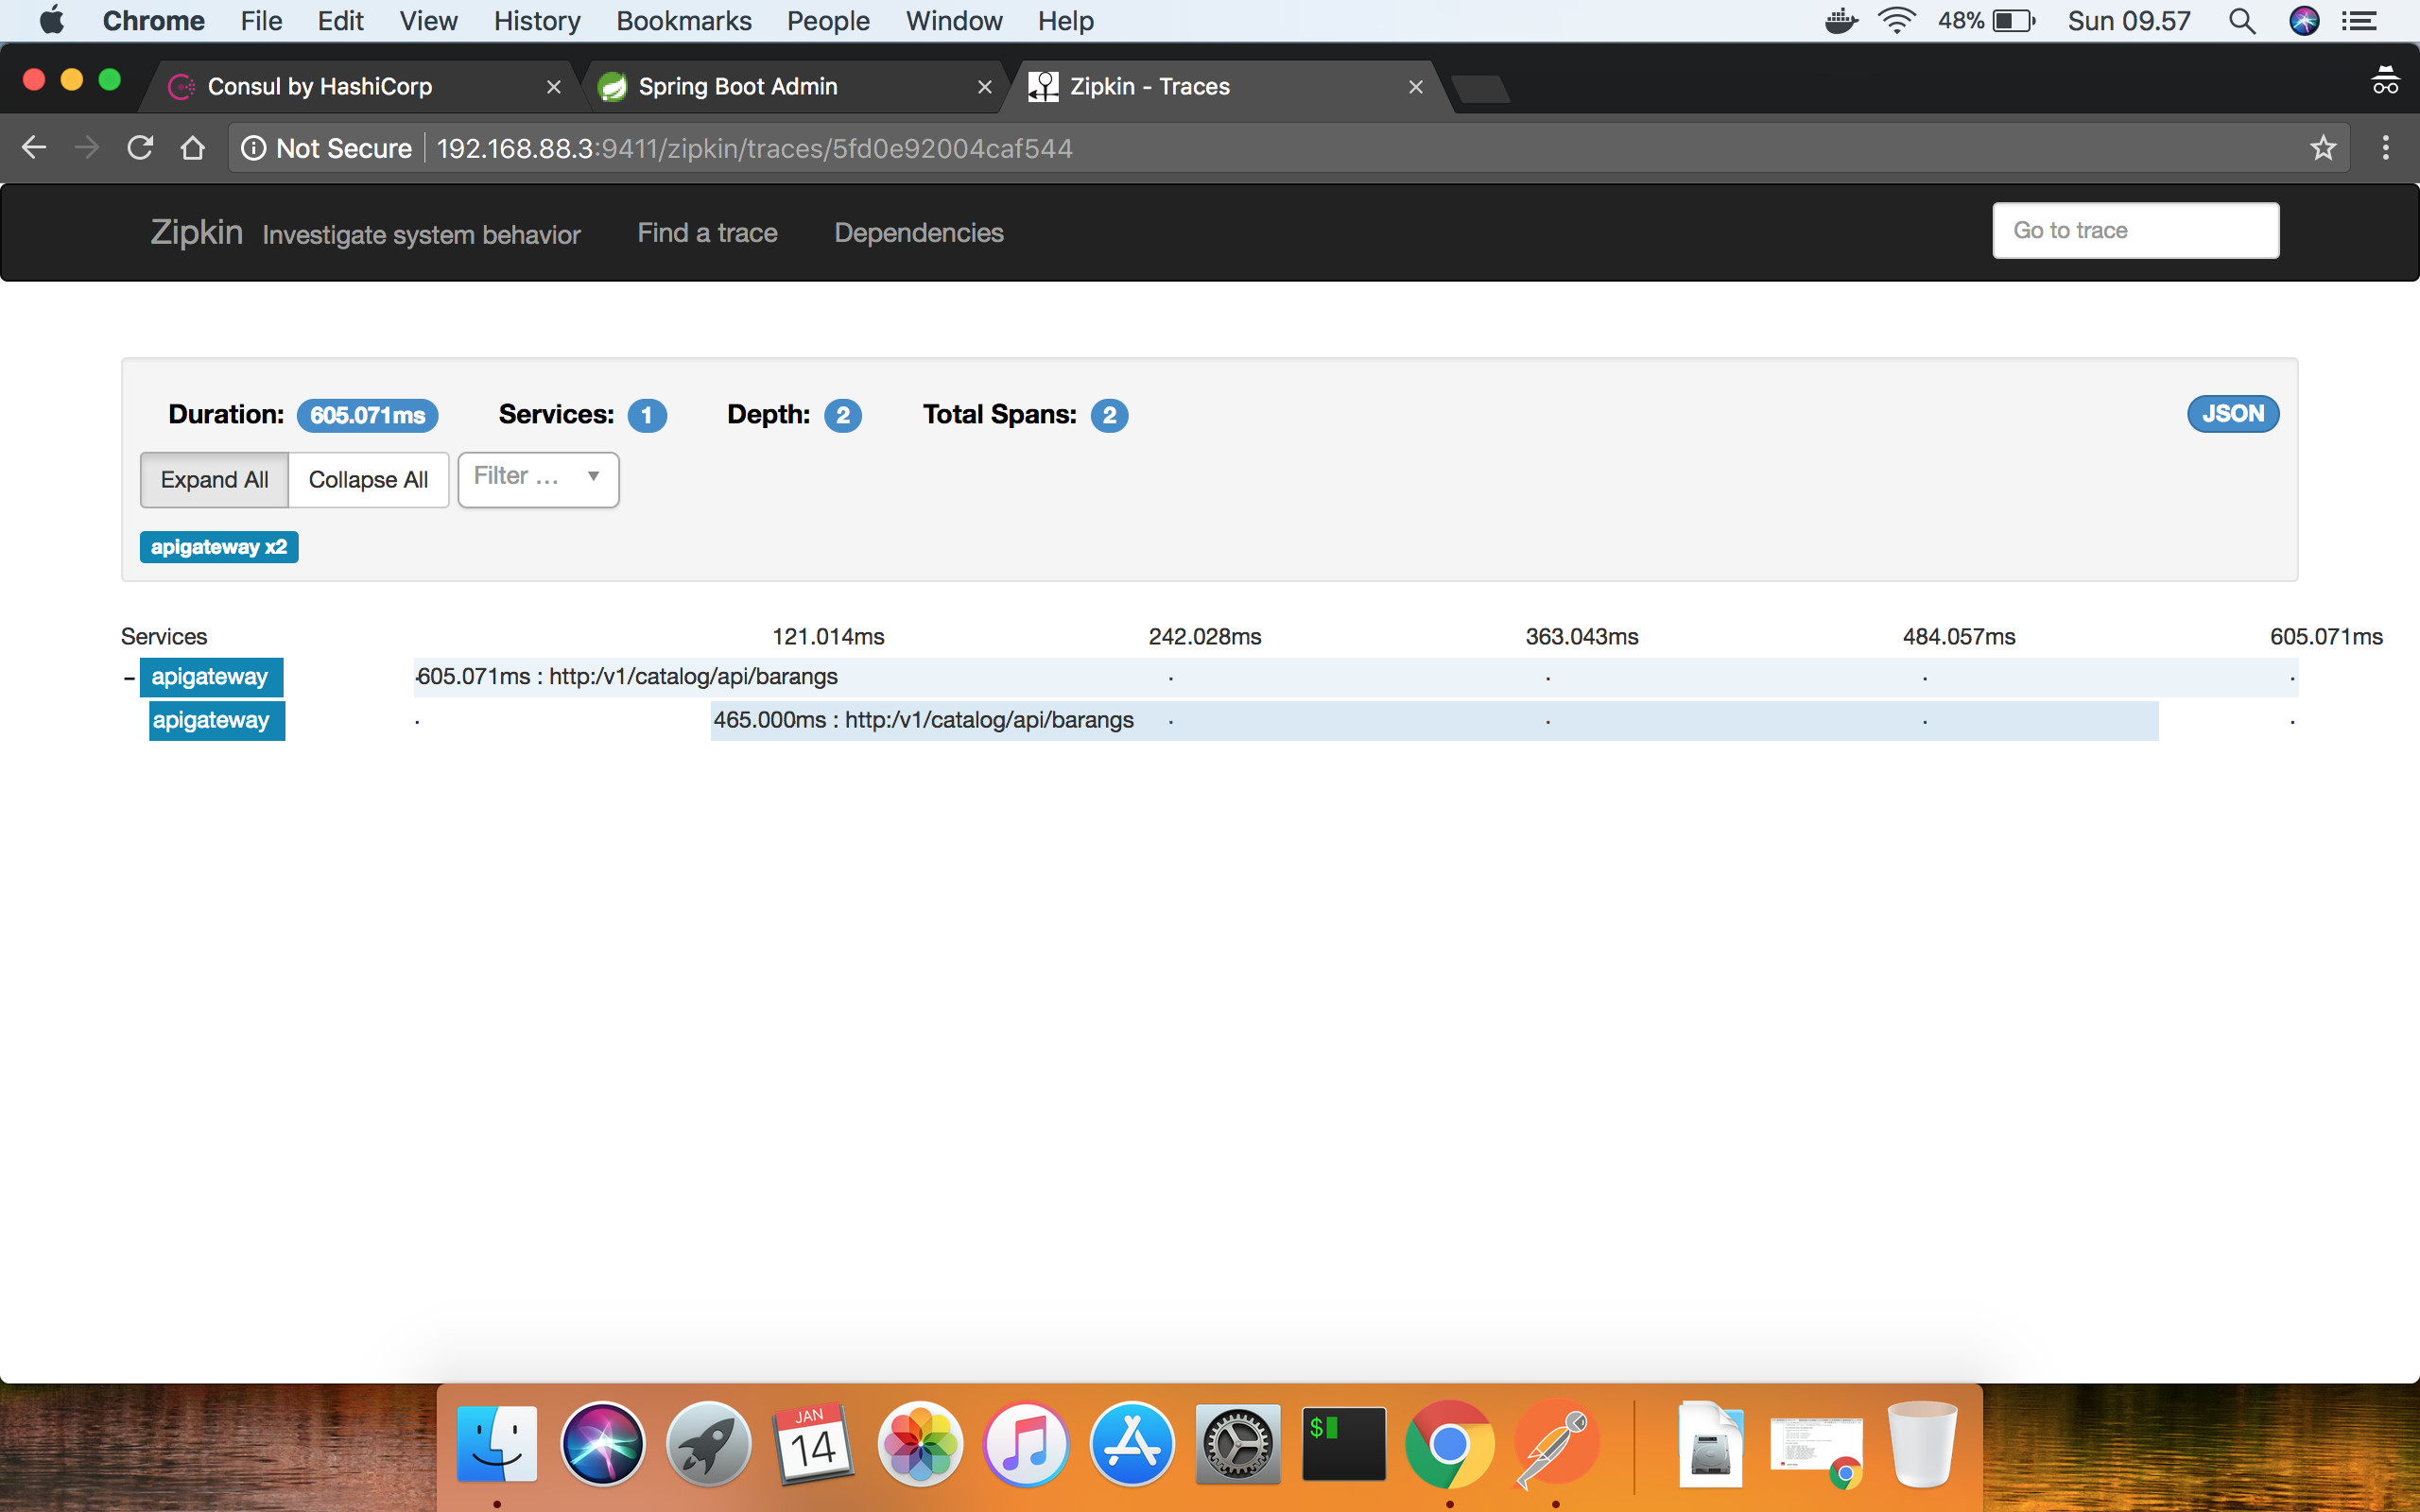 Chrome File Edit View History Bookmarks People Window Help 48% Sun 09.57
Consul by HashiCorp Spring Boot Admin Zipkin - Traces
Not Secure 192.168.88.3:9411/zipkin/traces/5fd0e92004caf544
Zipkin Investigate system behavior Find a trace Dependencies Go to trace
Duration: 605.071ms Services: 1 Depth: 2 Total Spans: 2 JSON
Expand All Collapse All Filter ...
apigateway x2
Services 121.014ms 242.028ms 363.043ms 484.057ms 605.071ms
- apigateway 605.071ms : http:/v1/catalog/api/barangs
apigateway 465.000ms : http:/v1/catalog/api/barangs
JAN
14
$